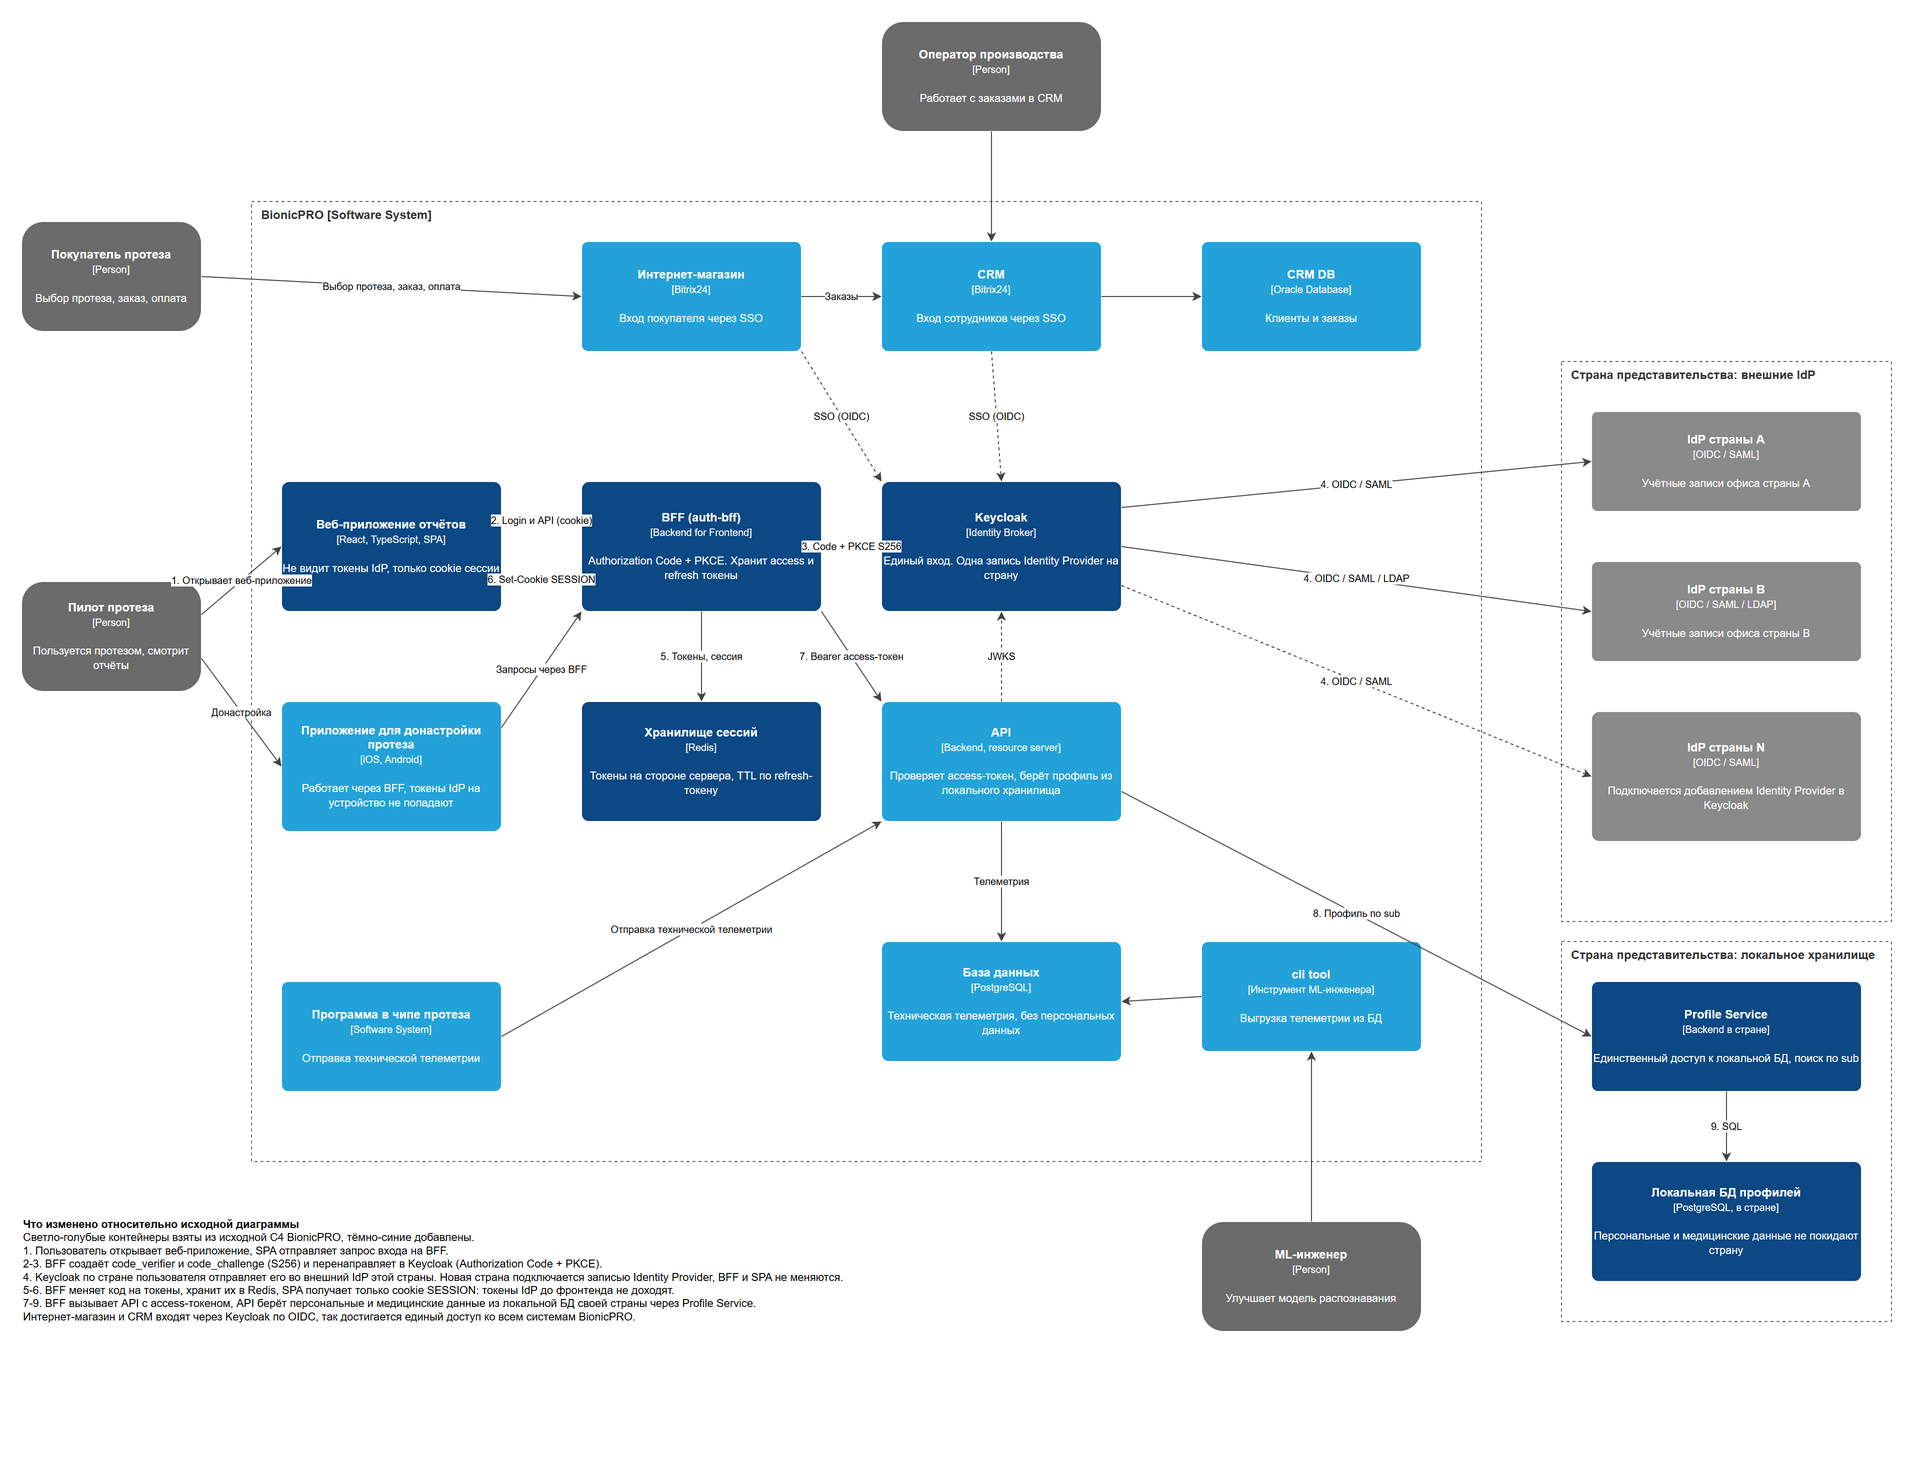 Оператор производства
[Person]
Работает с заказами в CRM
BionicPRO [Software System]
Покупатель протеза
[Person]
Выбор протеза, заказ, оплата
Выбор протеза, заказ, оплата
Интернет-магазин
[Bitrix24]
Вход покупателя через SSO
Заказы
CRM
[Bitrix24]
Вход сотрудников через SSO
CRM DB
[Oracle Database]
Клиенты и заказы
SSO (OIDC)
SSO (OIDC)
Страна представительства: внешние IdP
IdP страны A
[OIDC / SAML]
Учётные записи офиса страны A
IdP страны B
[OIDC / SAML / LDAP]
Учётные записи офиса страны B
IdP страны N
[OIDC / SAML]
Подключается добавлением Identity Provider в
Keycloak
4. OIDC / SAML
4. OIDC / SAML / LDAP
4. OIDC / SAML
Веб-приложение отчётов
[React, TypeScript, SPA]
Не видит токены IdP, только cookie сессии
2. Login и API (cookie)
6. Set-Cookie SESSION
BFF (auth-bff)
[Backend for Frontend]
Authorization Code + PKCE. Хранит access и
refresh токены
3. Code + PKCE S256
Keycloak
[Identity Broker]
Единый вход. Одна запись Identity Provider на
страну
1. Открывает веб-приложение
Пилот протеза
[Person]
Пользуется протезом, смотрит
отчёты
Донастройка
Запросы через BFF
5. Токены, сессия
7. Bearer access-токен
JWKS
Приложение для донастройки
протеза
[iOS, Android]
Работает через BFF, токены IdP на
устройство не попадают
Хранилище сессий
[Redis]
Токены на стороне сервера, TTL по refresh-
токену
API
[Backend, resource server]
Проверяет access-токен, берёт профиль из
локального хранилища
Отправка технической телеметрии
Телеметрия
8. Профиль по sub
Программа в чипе протеза
[Software System]
Отправка технической телеметрии
База данных
[PostgreSQL]
Техническая телеметрия, без персональных
данных
cli tool
[Инструмент ML-инженера]
Выгрузка телеметрии из БД
Страна представительства: локальное хранилище
Profile Service
[Backend в стране]
Единственный доступ к локальной БД, поиск по sub
9. SQL
Локальная БД профилей
[PostgreSQL, в стране]
Персональные и медицинские данные не покидают
страну
ML-инженер
[Person]
Улучшает модель распознавания
Что изменено относительно исходной диаграммы
Светло-голубые контейнеры взяты из исходной C4 BionicPRO, тёмно-синие добавлены.
1. Пользователь открывает веб-приложение, SPA отправляет запрос входа на BFF.
2-3. BFF создаёт code_verifier и code_challenge (S256) и перенаправляет в Keycloak (Authorization Code + PKCE).
4. Keycloak по стране пользователя отправляет его во внешний IdP этой страны. Новая страна подключается записью Identity Provider, BFF и SPA не меняются.
5-6. BFF меняет код на токены, хранит их в Redis, SPA получает только cookie SESSION: токены IdP до фронтенда не доходят.
7-9. BFF вызывает API с access-токеном, API берёт персональные и медицинские данные из локальной БД своей страны через Profile Service.
Интернет-магазин и CRM входят через Keycloak по OIDC, так достигается единый доступ ко всем системам BionicPRO.